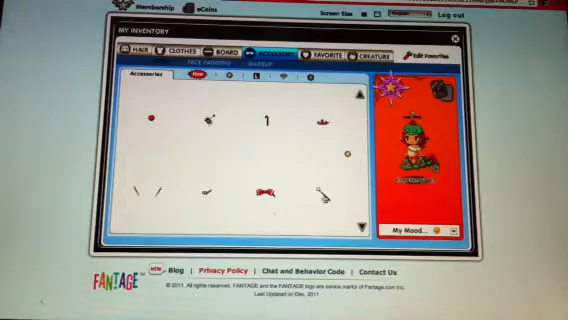 Membership
eCoins
Screen Size
English
Log out
MY INVENTORY
HAIR
CLOTHES
BOARD
ACCESSORY
FAVORITE
CREATURE
Edit Favorites
FACE PAINTING
MAKEUP
Accessories
New
L
My Mood...
FANTAGE
NEW
Blog | Privacy Policy | Chat and Behavior Code | Contact Us
© 2011. All rights reserved. FANTAGE and the FANTAGE logo are service marks of Fantage.com Inc.
Last Updated on Dec. 2011